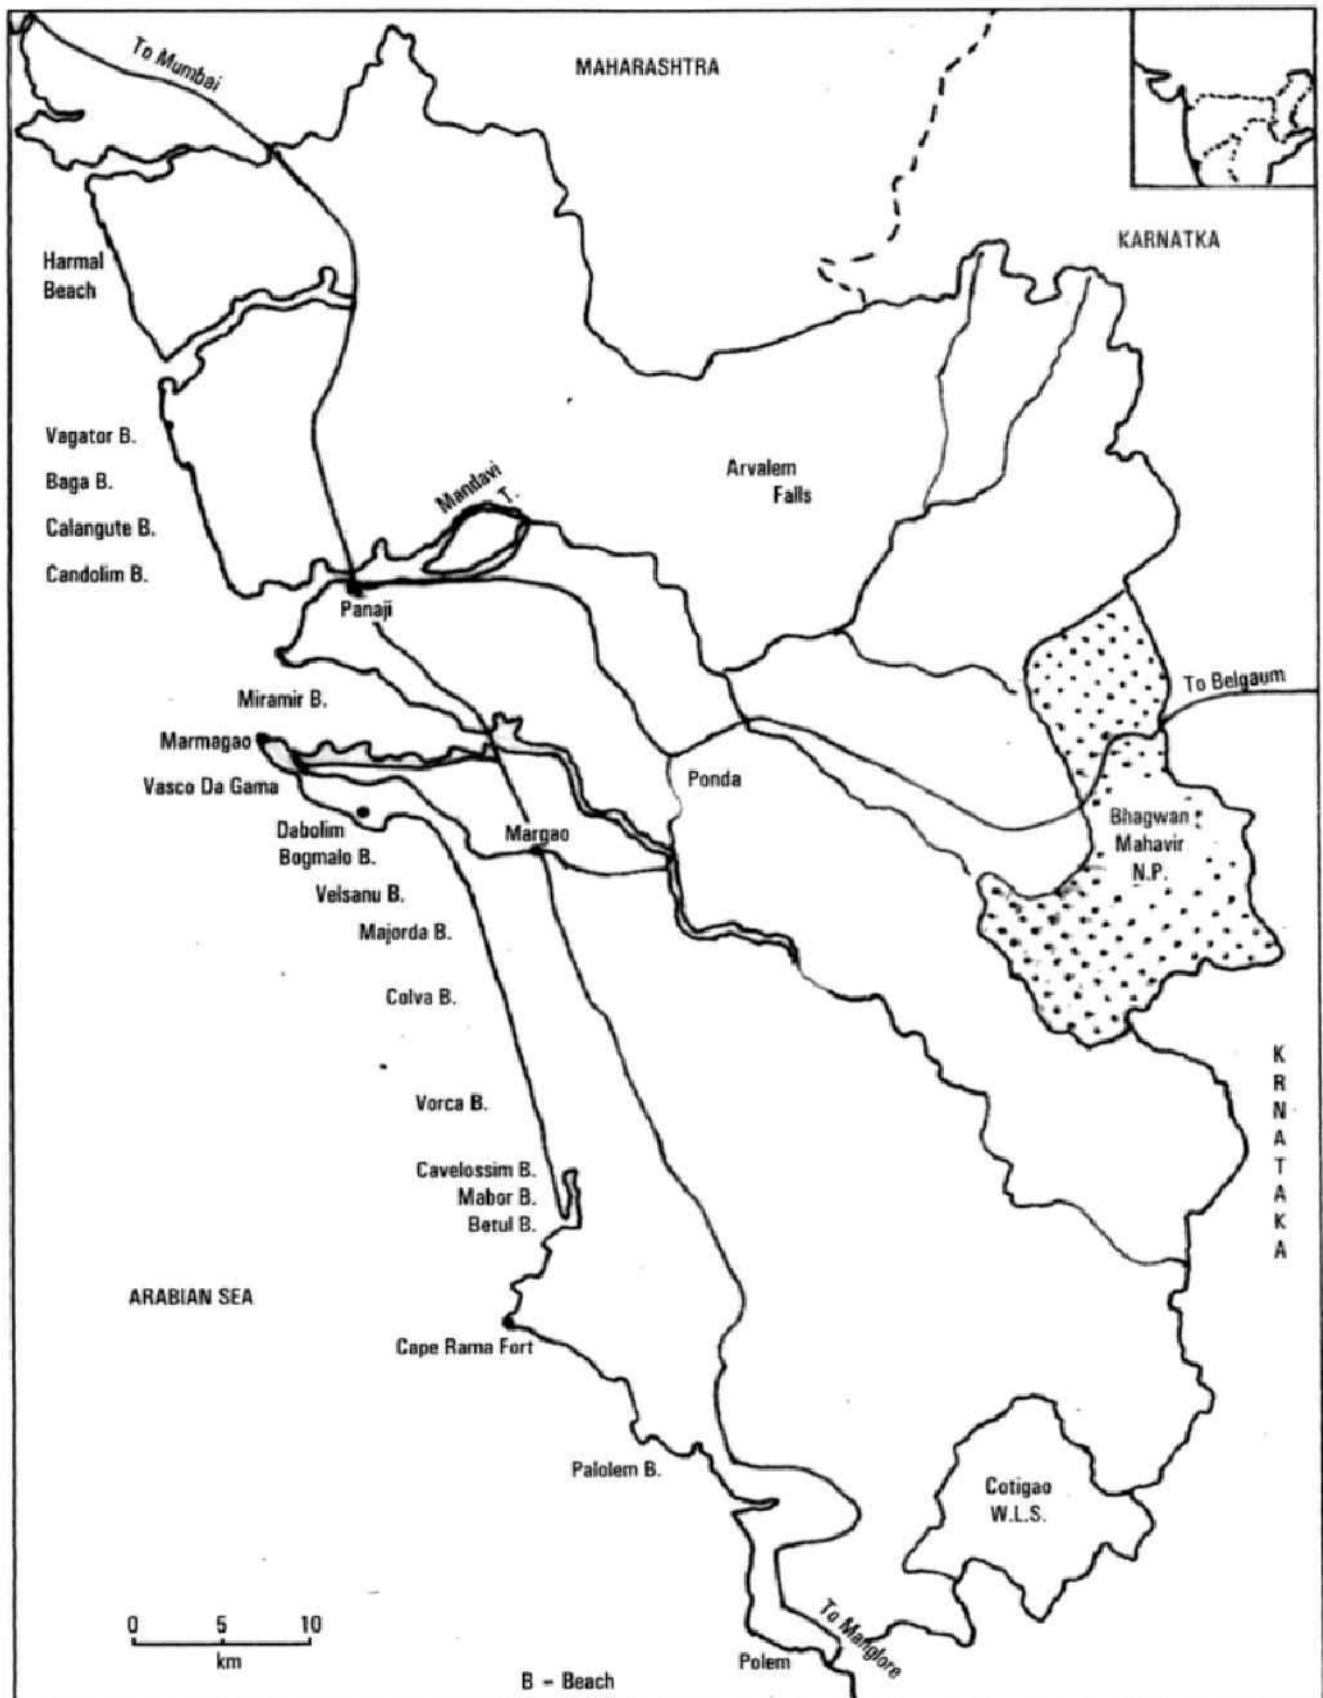 To Mumbai
MAHARASHTRA
KARNATKA
Harmal
Beach
Vagator B.
Baga B.
Calangute B.
Candolim B.
Mandavi
T.
Arvalem
Falls
Panaji
To Belgaum
Miramir B.
Marmagao
Vasco Da Gama
Ponda
Dabolim
Bogmalo B.
Margao
Bhagwan
Mahavir
N.P.
Velsanu B.
Majorda B.
Colva B.
Vorca B.
Cavelossim B.
Mabor B.
Betul B.
KRNATAKA
ARABIAN SEA
Cape Rama Fort
Palolem B.
Cotigao
W.L.S.
0 5 10
km
To Manglore
Polem
B - Beach